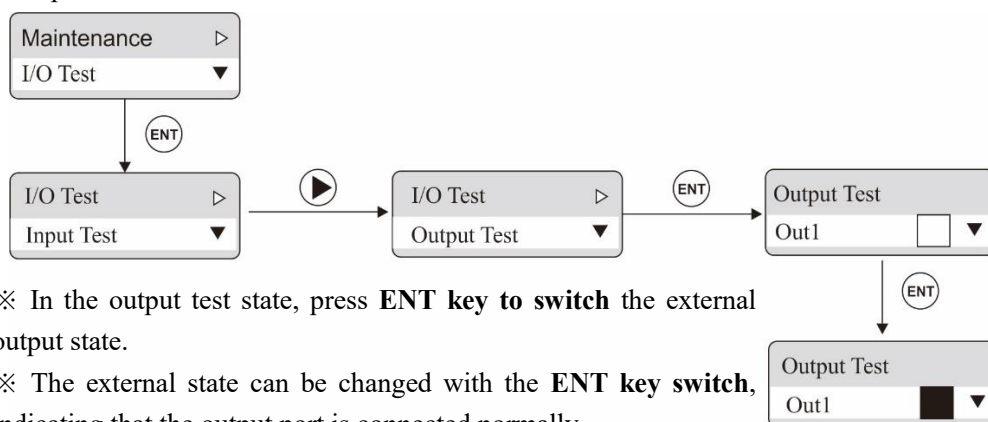 Maintenance ▷
I/O Test ▼
ENT
I/O Test ▷
Input Test ▼
I/O Test ▷
Output Test ▼
ENT
Output Test
Out1 ▼
ENT
※ In the output test state, press ENT key to switch the external
output state.
Output Test
Out1 ▼
※ The external state can be changed with the ENT key switch,
indicating that the output port is connected normally